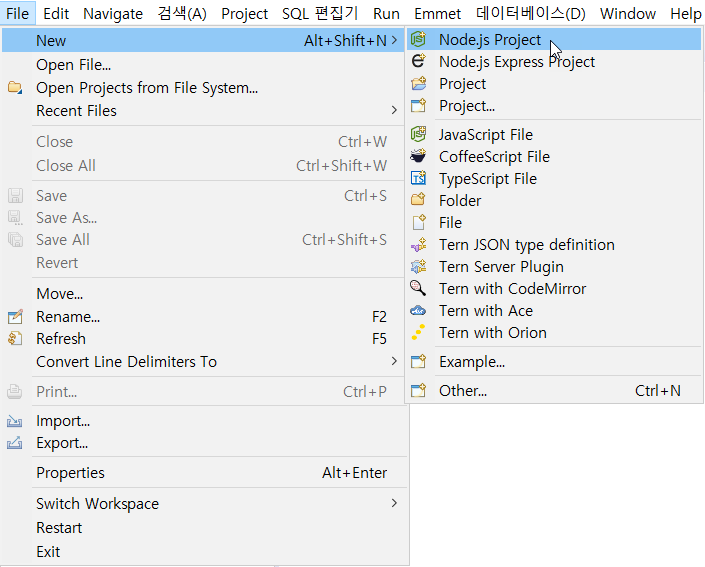 File Edit Navigate 검색(A) Project SQL 편집기 Run Emmet 데이터베이스(D) Window Help
New Alt+Shift+N
Open File...
Open Projects from File System...
Recent Files
Close Ctrl+W
Close All Ctrl+Shift+W
Save Ctrl+S
Save As...
Save All Ctrl+Shift+S
Revert
Move...
Rename... F2
Refresh F5
Convert Line Delimiters To
Print... Ctrl+P
Import...
Export...
Properties Alt+Enter
Switch Workspace
Restart
Exit
Node.js Project
Node.js Express Project
Project
Project...
JavaScript File
CoffeeScript File
TypeScript File
Folder
File
Tern JSON type definition
Tern Server Plugin
Tern with CodeMirror
Tern with Ace
Tern with Orion
Example...
Other... Ctrl+N